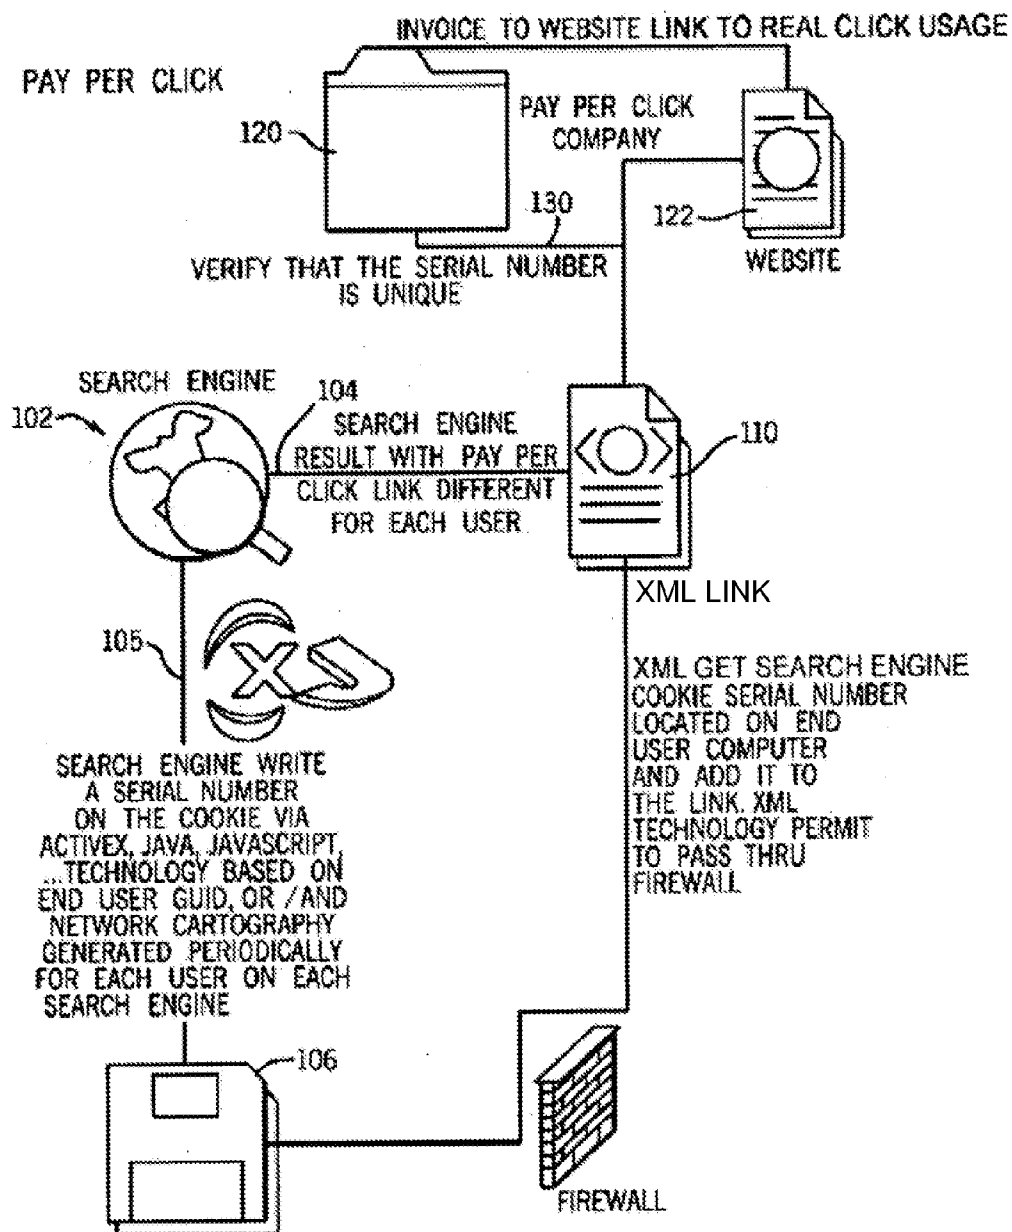 INVOICE TO WEBSITE LINK TO REAL CLICK USAGE
PAY PER CLICK
120
PAY PER CLICK
COMPANY
130
122
WEBSITE
VERIFY THAT THE SERIAL NUMBER
IS UNIQUE
SEARCH ENGINE
102
104
SEARCH ENGINE
RESULT WITH PAY PER
CLICK LINK DIFFERENT
FOR EACH USER
110
XML LINK
105
X
XML GET SEARCH ENGINE
COOKIE SERIAL NUMBER
LOCATED ON END
USER COMPUTER
AND ADD IT TO
THE LINK. XML
TECHNOLOGY PERMIT
TO PASS THRU
FIREWALL
SEARCH ENGINE WRITE
A SERIAL NUMBER
ON THE COOKIE VIA
ACTIVEX, JAVA, JAVASCRIPT,
...TECHNOLOGY BASED ON
END USER GUID, OR /AND
NETWORK CARTOGRAPHY
GENERATED PERIODICALLY
FOR EACH USER ON EACH
SEARCH ENGINE
106
FIREWALL